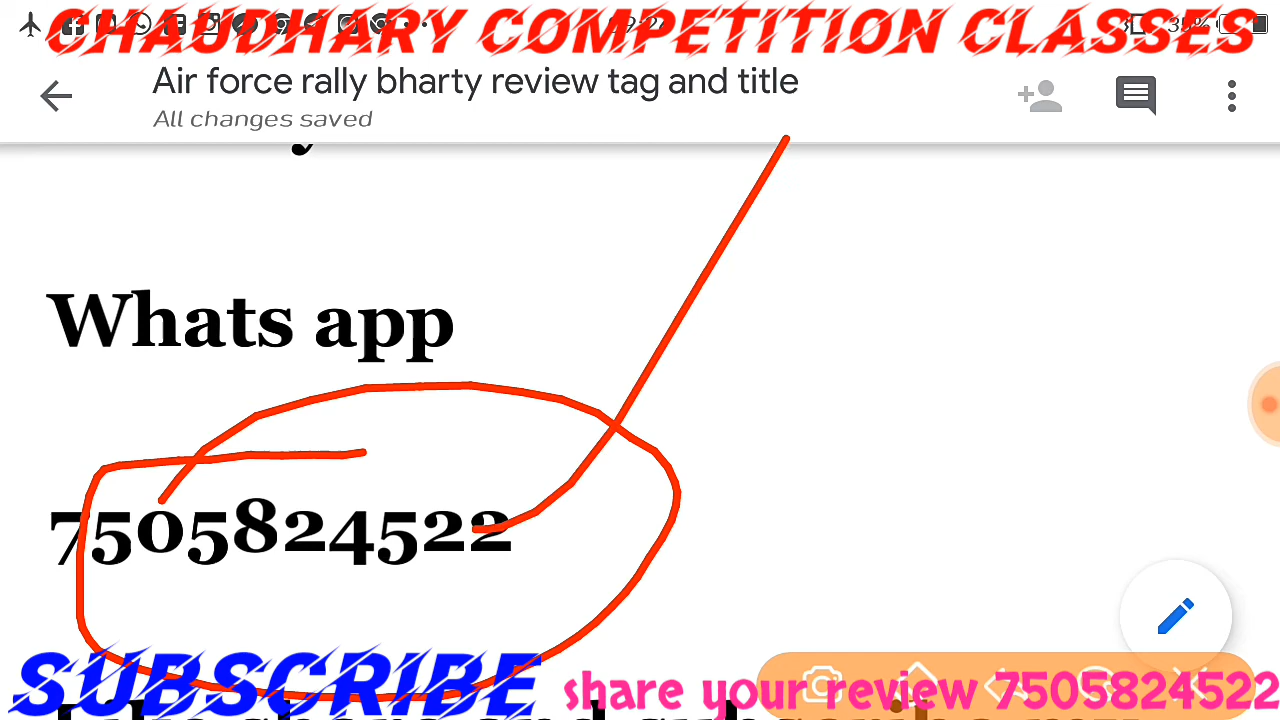 CHAUDHARY COMPETITION CLASSES
Air force rally bharty review tag and title
All changes saved
Whats app
7505824522
SUBSCRIBE
share your review 7505824522